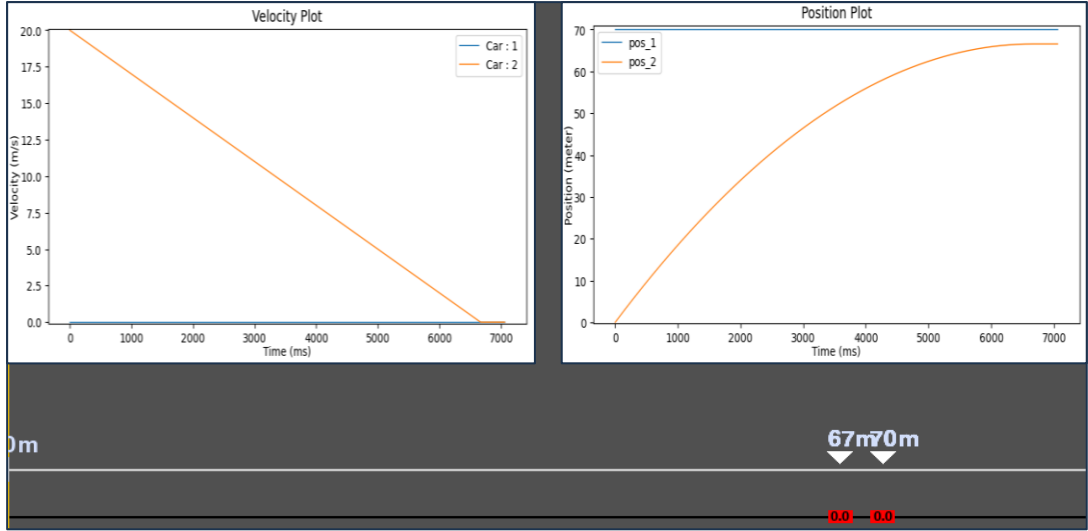 Velocity Plot
20.0
17.5
15.0
12.5
10.0
7.5
5.0
2.5
0.0
Velocity (m/s)
Car : 1
Car : 2
0 1000 2000 3000 4000 5000 6000 7000
Time (ms)
Position Plot
70
60
50
40
30
20
10
0
Position (meter)
pos_1
pos_2
0 1000 2000 3000 4000 5000 6000 7000
Time (ms)
0m 67m 70m
0.0 0.0